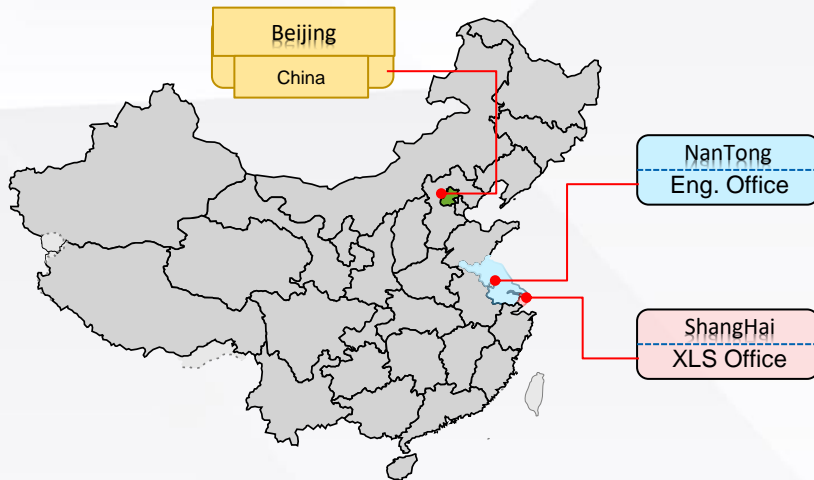 Beijing
China
NanTong
Eng. Office
ShangHai
XLS Office